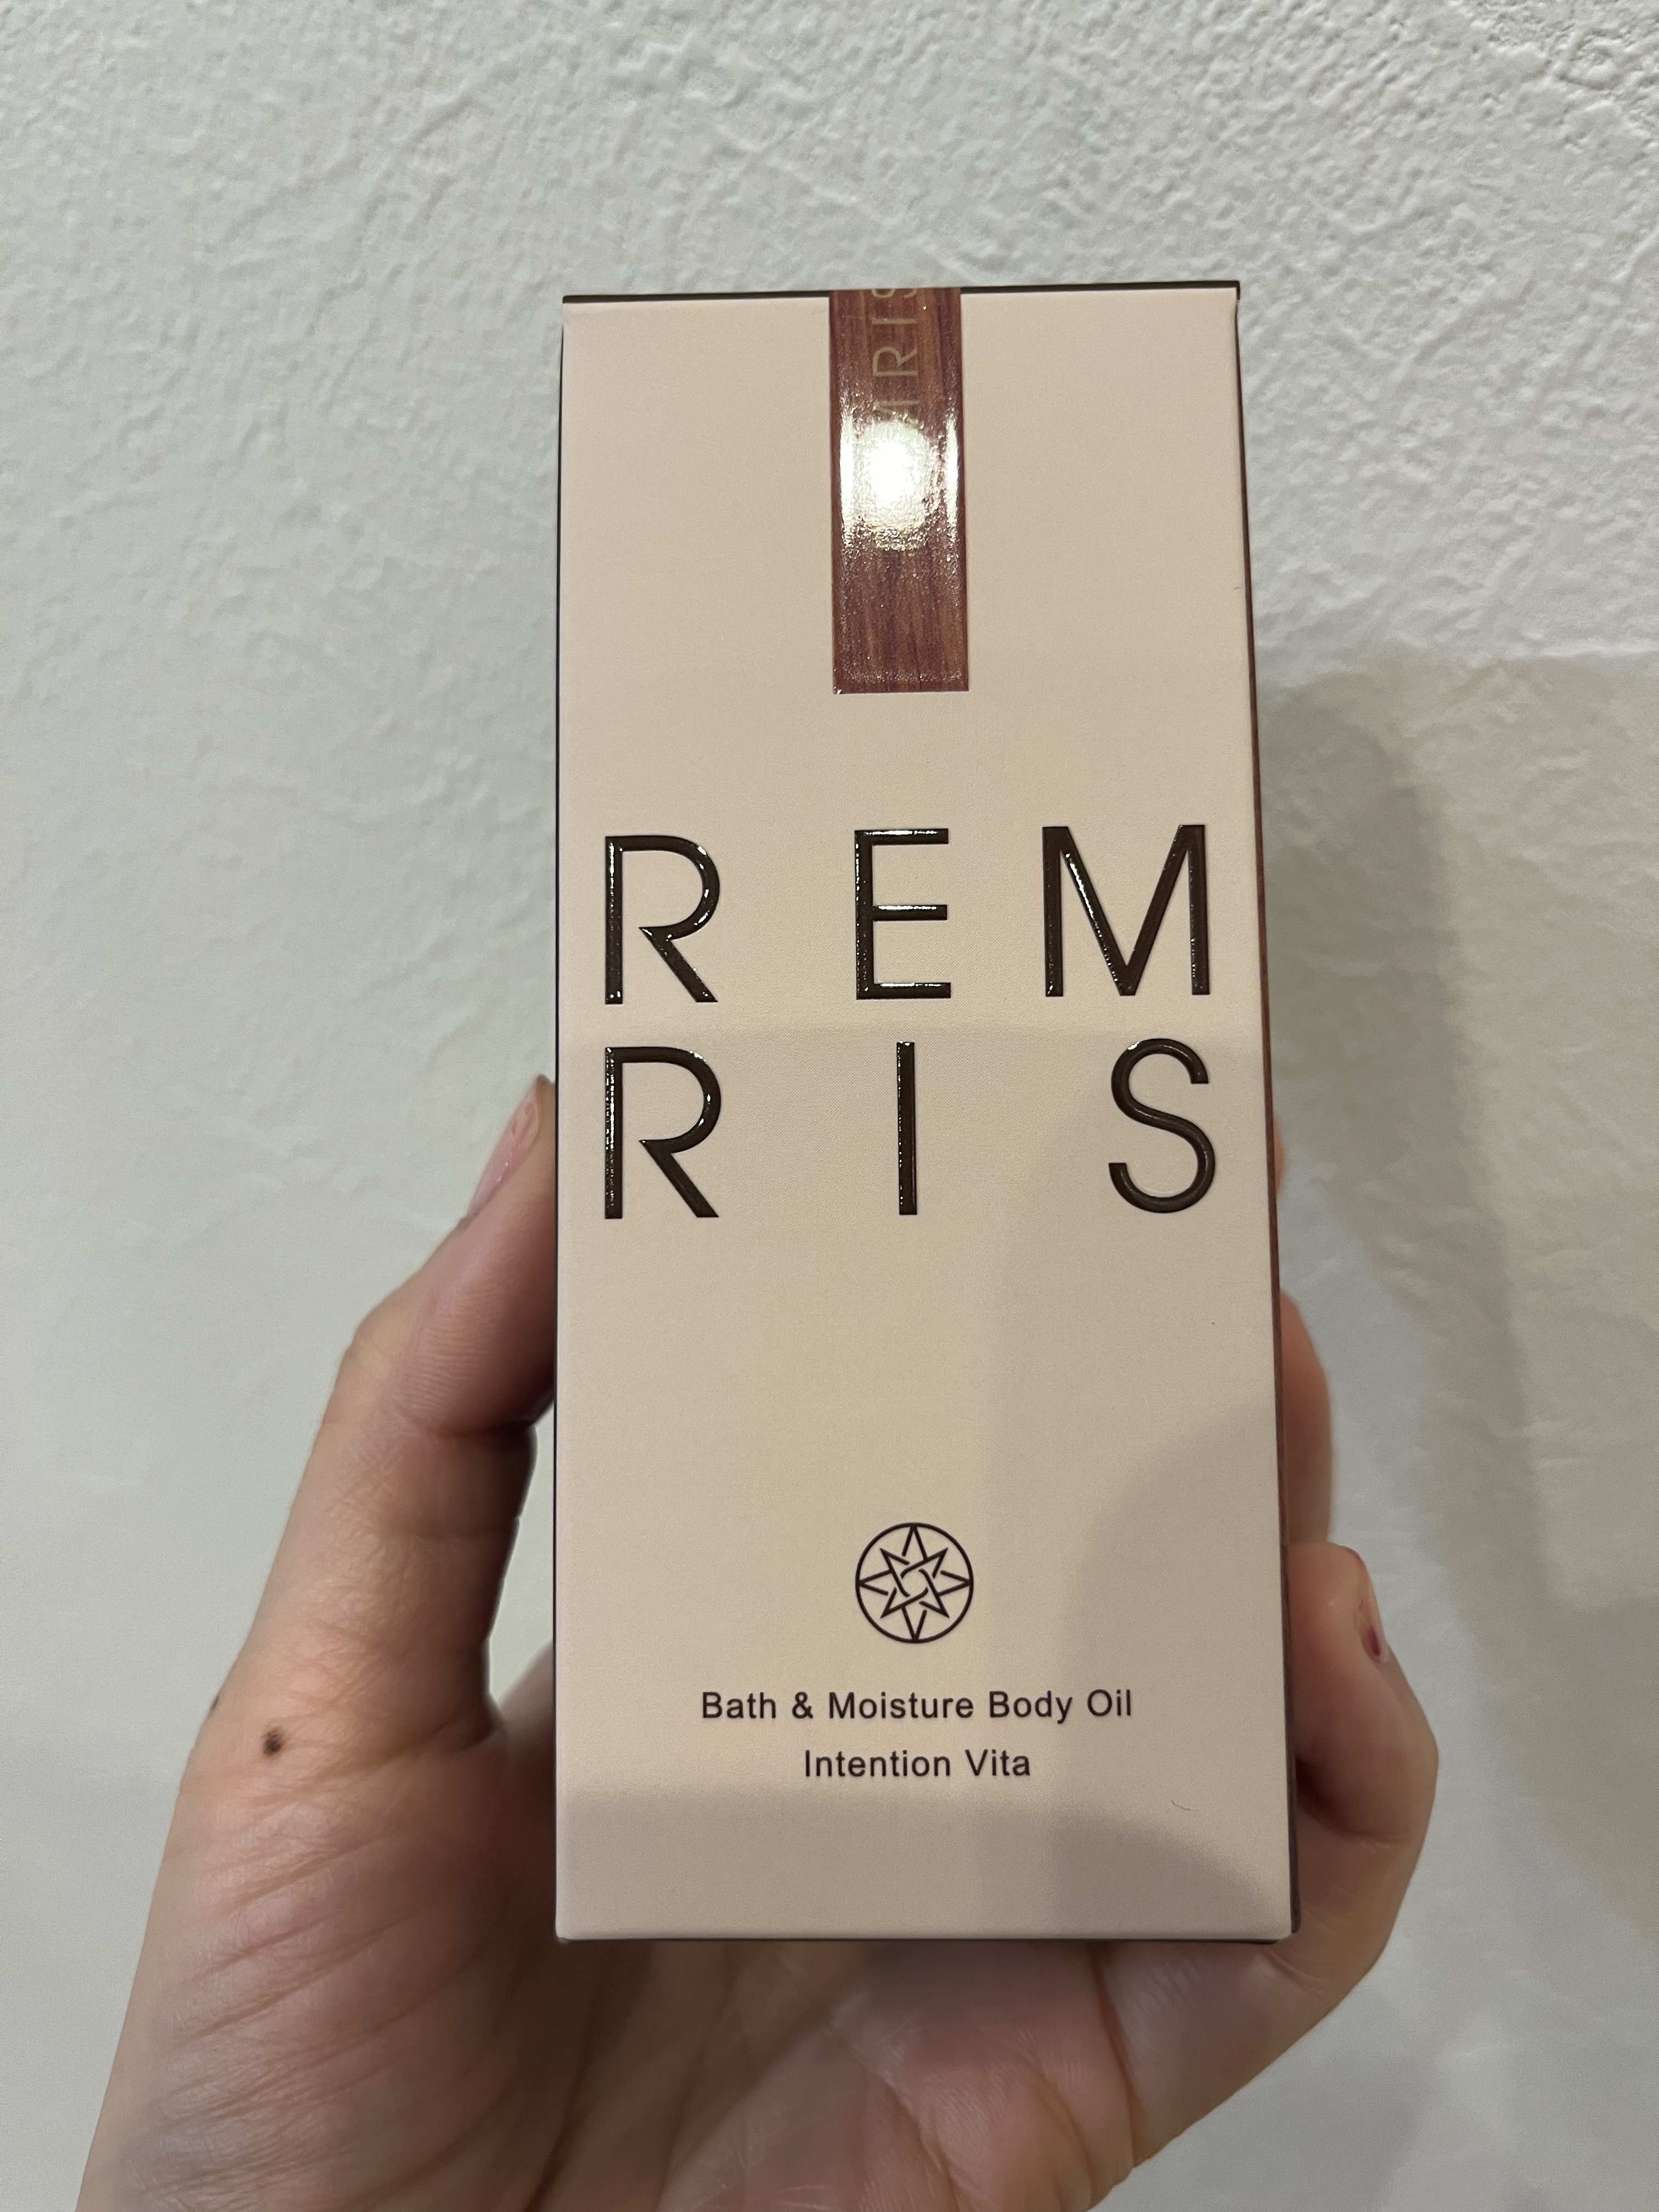 REM
RIS
Bath & Moisture Body Oil
Intention Vita